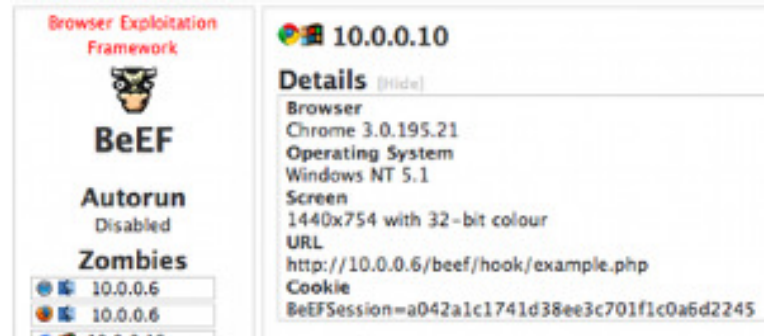 Browser Exploitation
Framework
BeEF
Autorun
Disabled
Zombies
10.0.0.6
10.0.0.6
10.0.0.10
Details [Hide]
Browser
Chrome 3.0.195.21
Operating System
Windows NT 5.1
Screen
1440x754 with 32-bit colour
URL
http://10.0.0.6/beef/hook/example.php
Cookie
BeEFSession=a042a1c1741d38ee3c701f1c0a6d2245